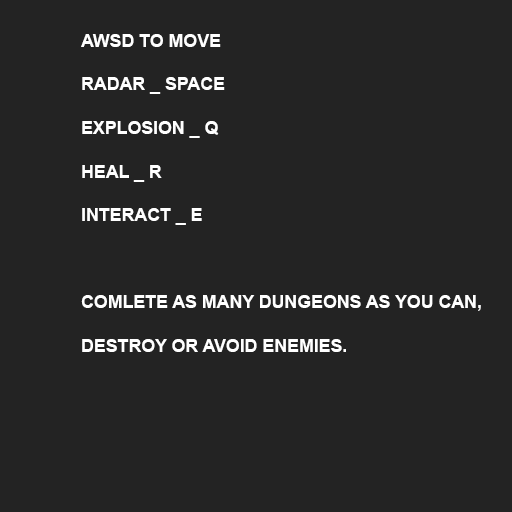 AWSD TO MOVE
RADAR _ SPACE
EXPLOSION _ Q
HEAL _ R
INTERACT _ E
COMLETE AS MANY DUNGEONS AS YOU CAN,
DESTROY OR AVOID ENEMIES.